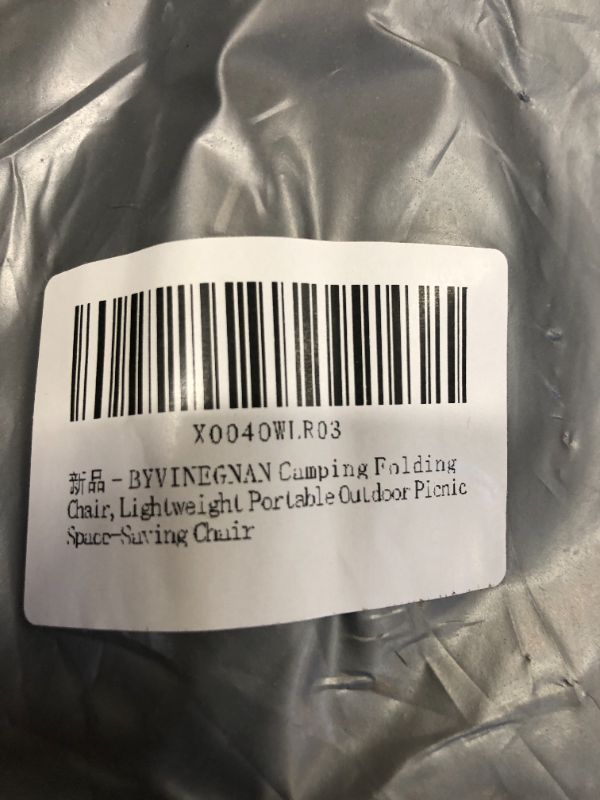 X0040WLR03
新品 - BYVINEGNAN Camping Folding
Chair, Lightweight Portable Outdoor Picnic
Space-Saving Chair